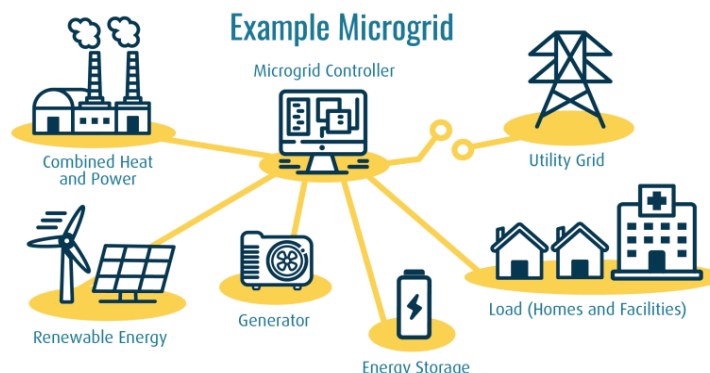 Example Microgrid
Microgrid Controller
Combined Heat
and Power
Utility Grid
Renewable Energy
Generator
Energy Storage
Load (Homes and Facilities)